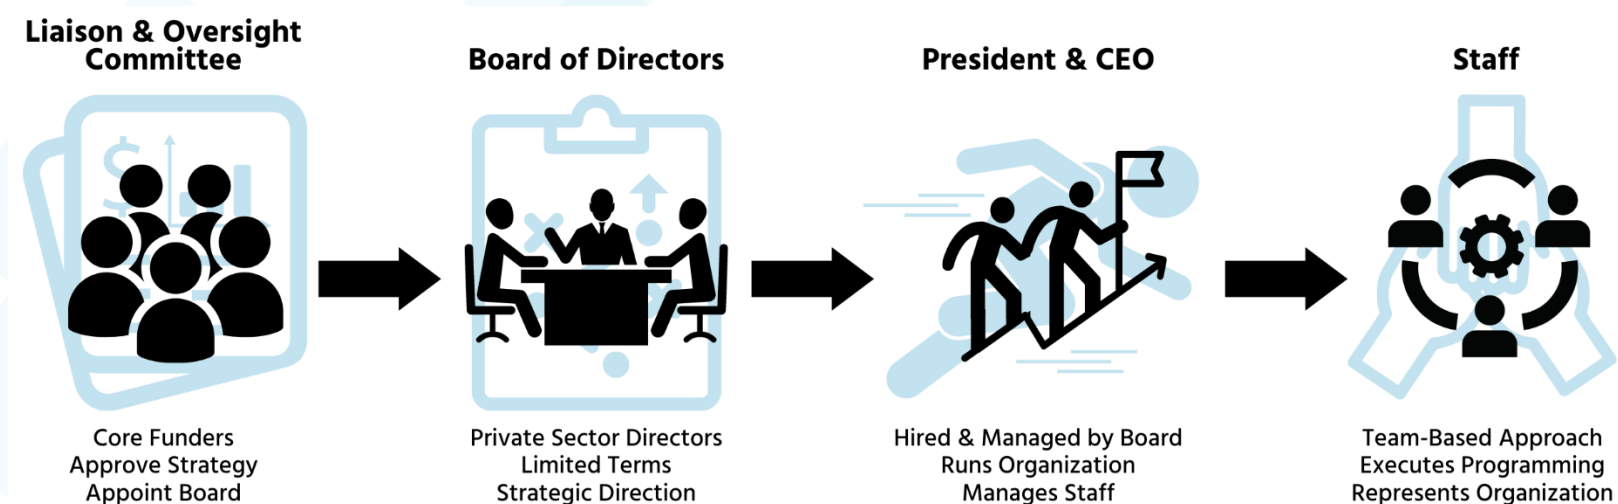 Liaison & Oversight
Committee
Core Funders
Approve Strategy
Appoint Board
Board of Directors
Private Sector Directors
Limited Terms
Strategic Direction
President & CEO
Hired & Managed by Board
Runs Organization
Manages Staff
Staff
Team-Based Approach
Executes Programming
Represents Organization